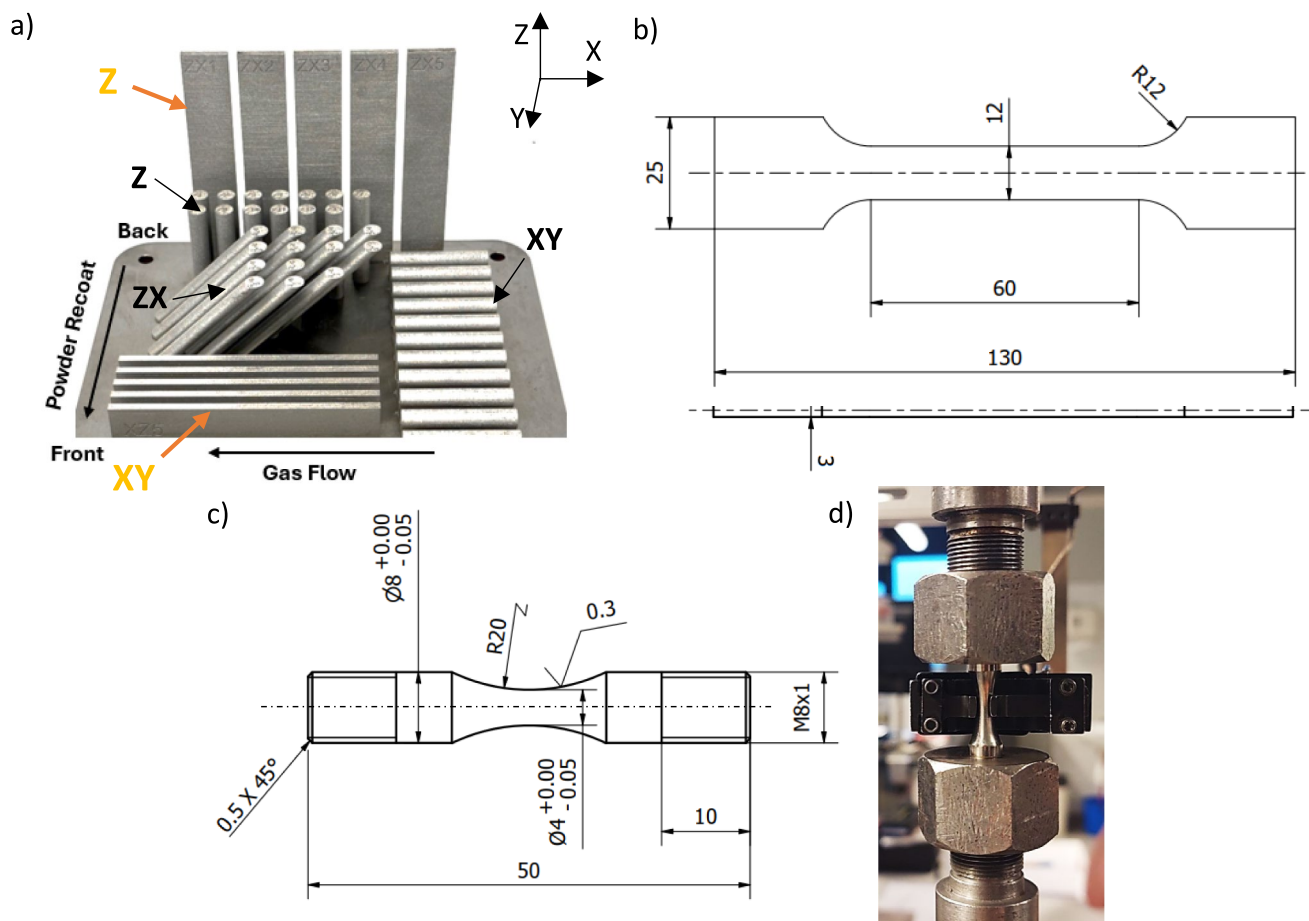 a)
Z
Z
X
Y
ZX1 ZX2 ZX3 ZX4 ZX5
Z
Back
XY
ZX
Powder Recoat
XZ5
Front
XY
Gas Flow
b)
R12
12
25
60
130
3
c)
Ø8 +0.00
- 0.05
R20
0.3
M8x1
0.5 X 45°
Ø4 +0.00
- 0.05
10
50
d)